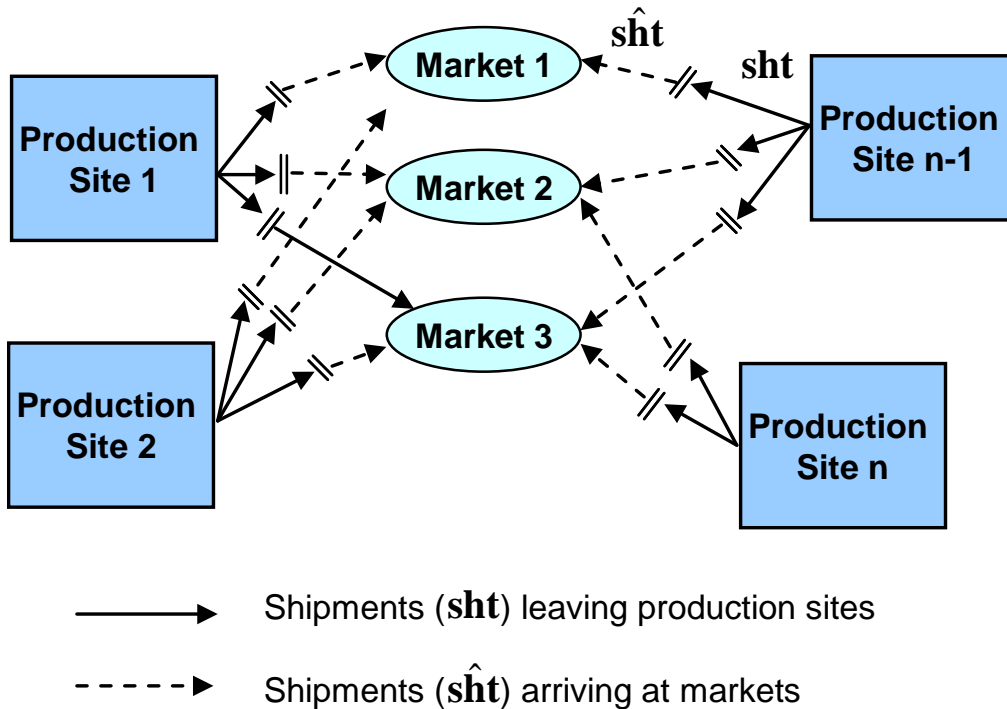 sĥt
sht
Market 1
Production
Site 1
Production
Site n-1
Market 2
Market 3
Production
Site 2
Production
Site n
Shipments (sht) leaving production sites
Shipments (sĥt) arriving at markets